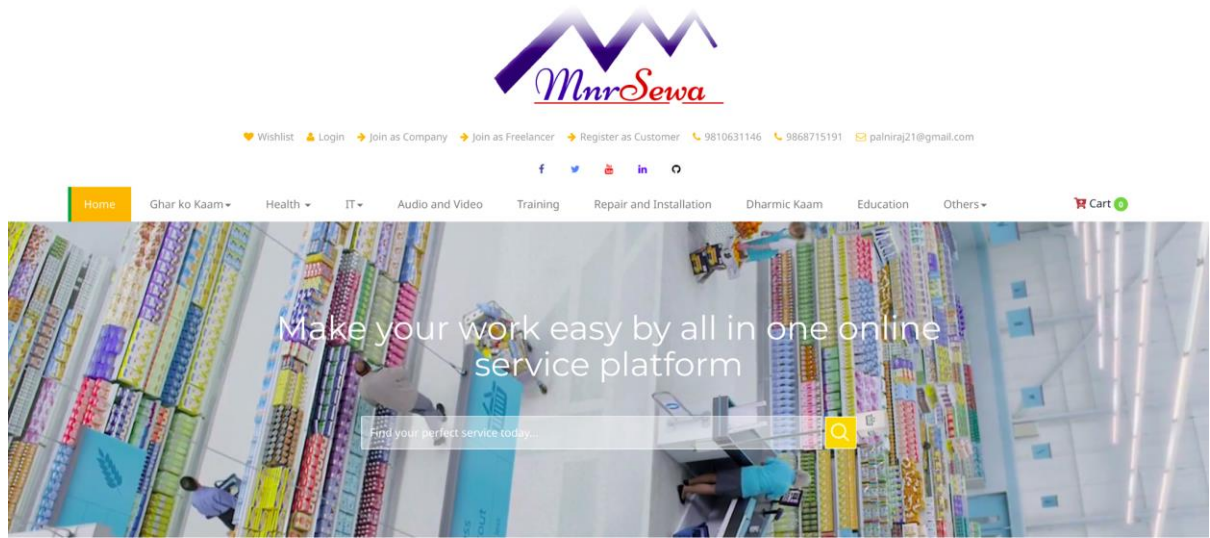 MnrSewa
Wishlist Login Join as Company Join as Freelancer Register as Customer 9810631146 9868715191 palniraj21@gmail.com
Home Ghar ko Kaam Health IT Audio and Video Training Repair and Installation Dharmic Kaam Education Others Cart 0
Make your work easy by all in one online
service platform
Find your perfect service today...